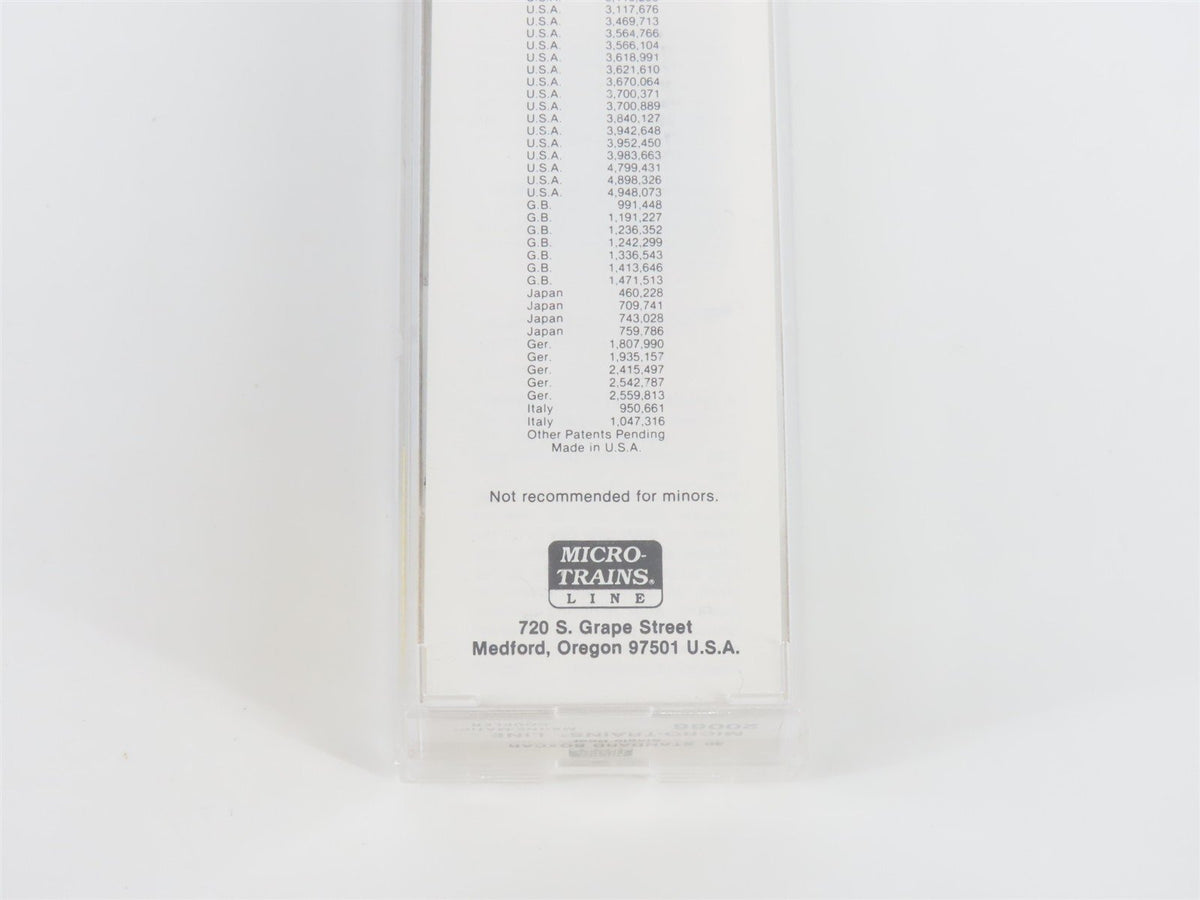 U.S.A. 3,117,676
U.S.A. 3,469,713
U.S.A. 3,564,766
U.S.A. 3,566,104
U.S.A. 3,618,991
U.S.A. 3,621,610
U.S.A. 3,670,064
U.S.A. 3,700,371
U.S.A. 3,700,889
U.S.A. 3,840,127
U.S.A. 3,942,648
U.S.A. 3,952,450
U.S.A. 3,983,663
U.S.A. 4,799,431
U.S.A. 4,898,326
U.S.A. 4,948,073
G.B. 991,448
G.B. 1,191,227
G.B. 1,236,352
G.B. 1,242,299
G.B. 1,336,543
G.B. 1,413,646
G.B. 1,471,513
Japan 460,228
Japan 709,741
Japan 743,028
Japan 759,786
Ger. 1,807,990
Ger. 1,935,157
Ger. 2,415,497
Ger. 2,542,787
Ger. 2,559,813
Italy 950,661
Italy 1,047,316
Other Patents Pending
Made in U.S.A.
Not recommended for minors.
MICRO-
TRAINS®
LINE
720 S. Grape Street
Medford, Oregon 97501 U.S.A.
MICRO-TRAINS® LINE
40' STANDARD BOXCAR